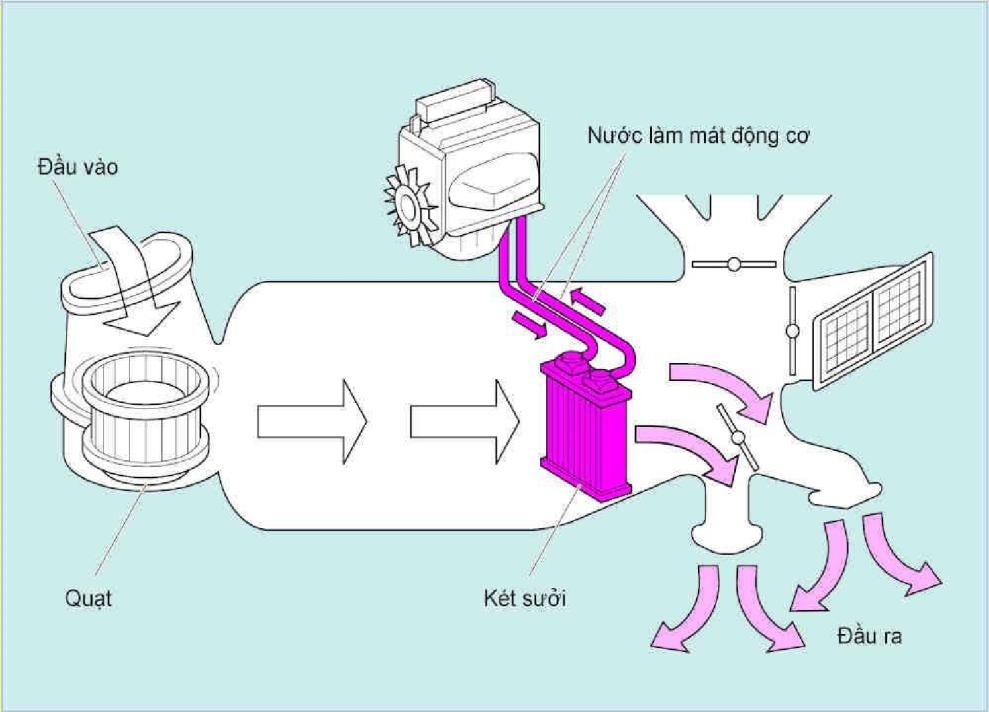 Nước làm mát động cơ
Đầu vào
Quạt
Két sưởi
Đầu ra